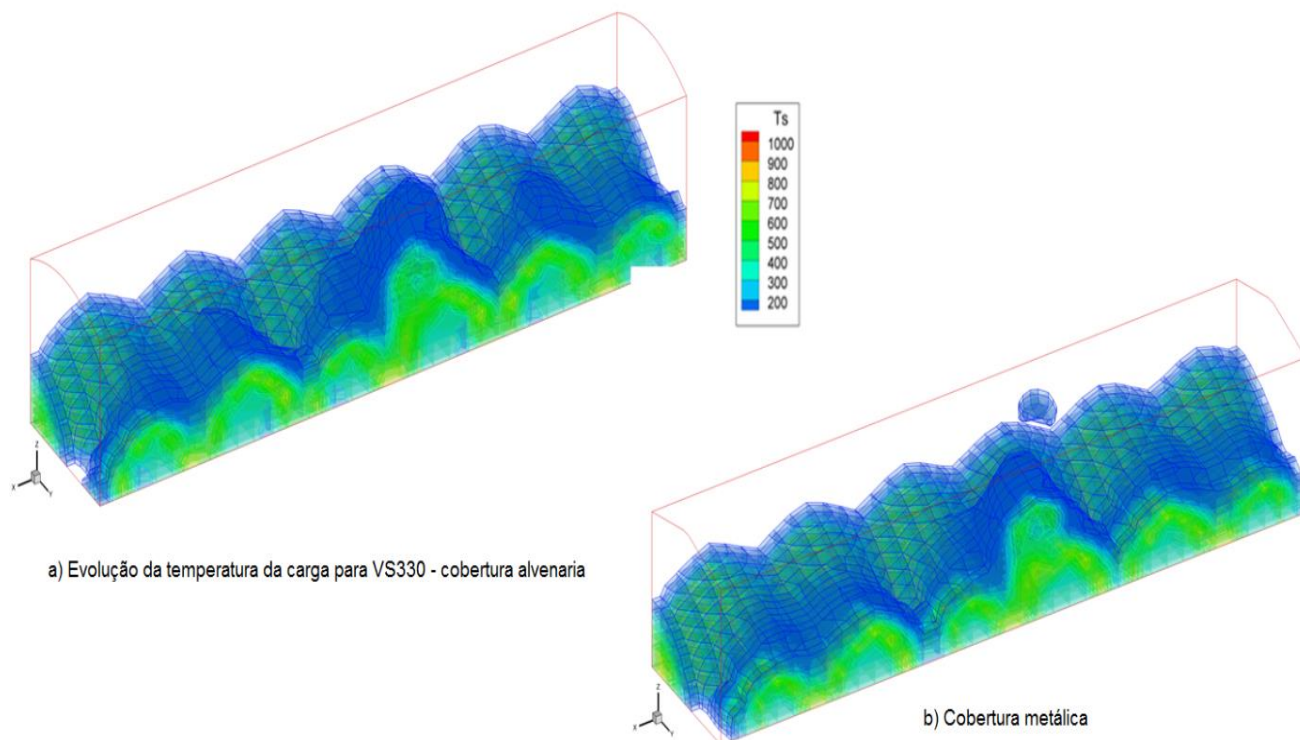 Ts
1000
900
800
700
600
500
400
300
200
Z
X
Y
a) Evolução da temperatura da carga para VS330 - cobertura alvenaria
Z
X
Y
b) Cobertura metálica